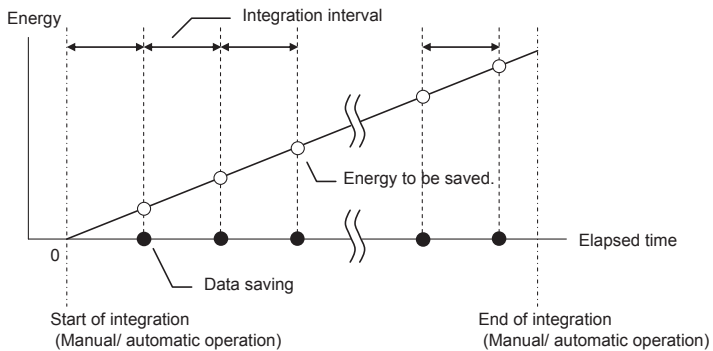 Energy
Integration interval
Energy to be saved.
0
Elapsed time
Data saving
Start of integration
(Manual/ automatic operation)
End of integration
(Manual/ automatic operation)